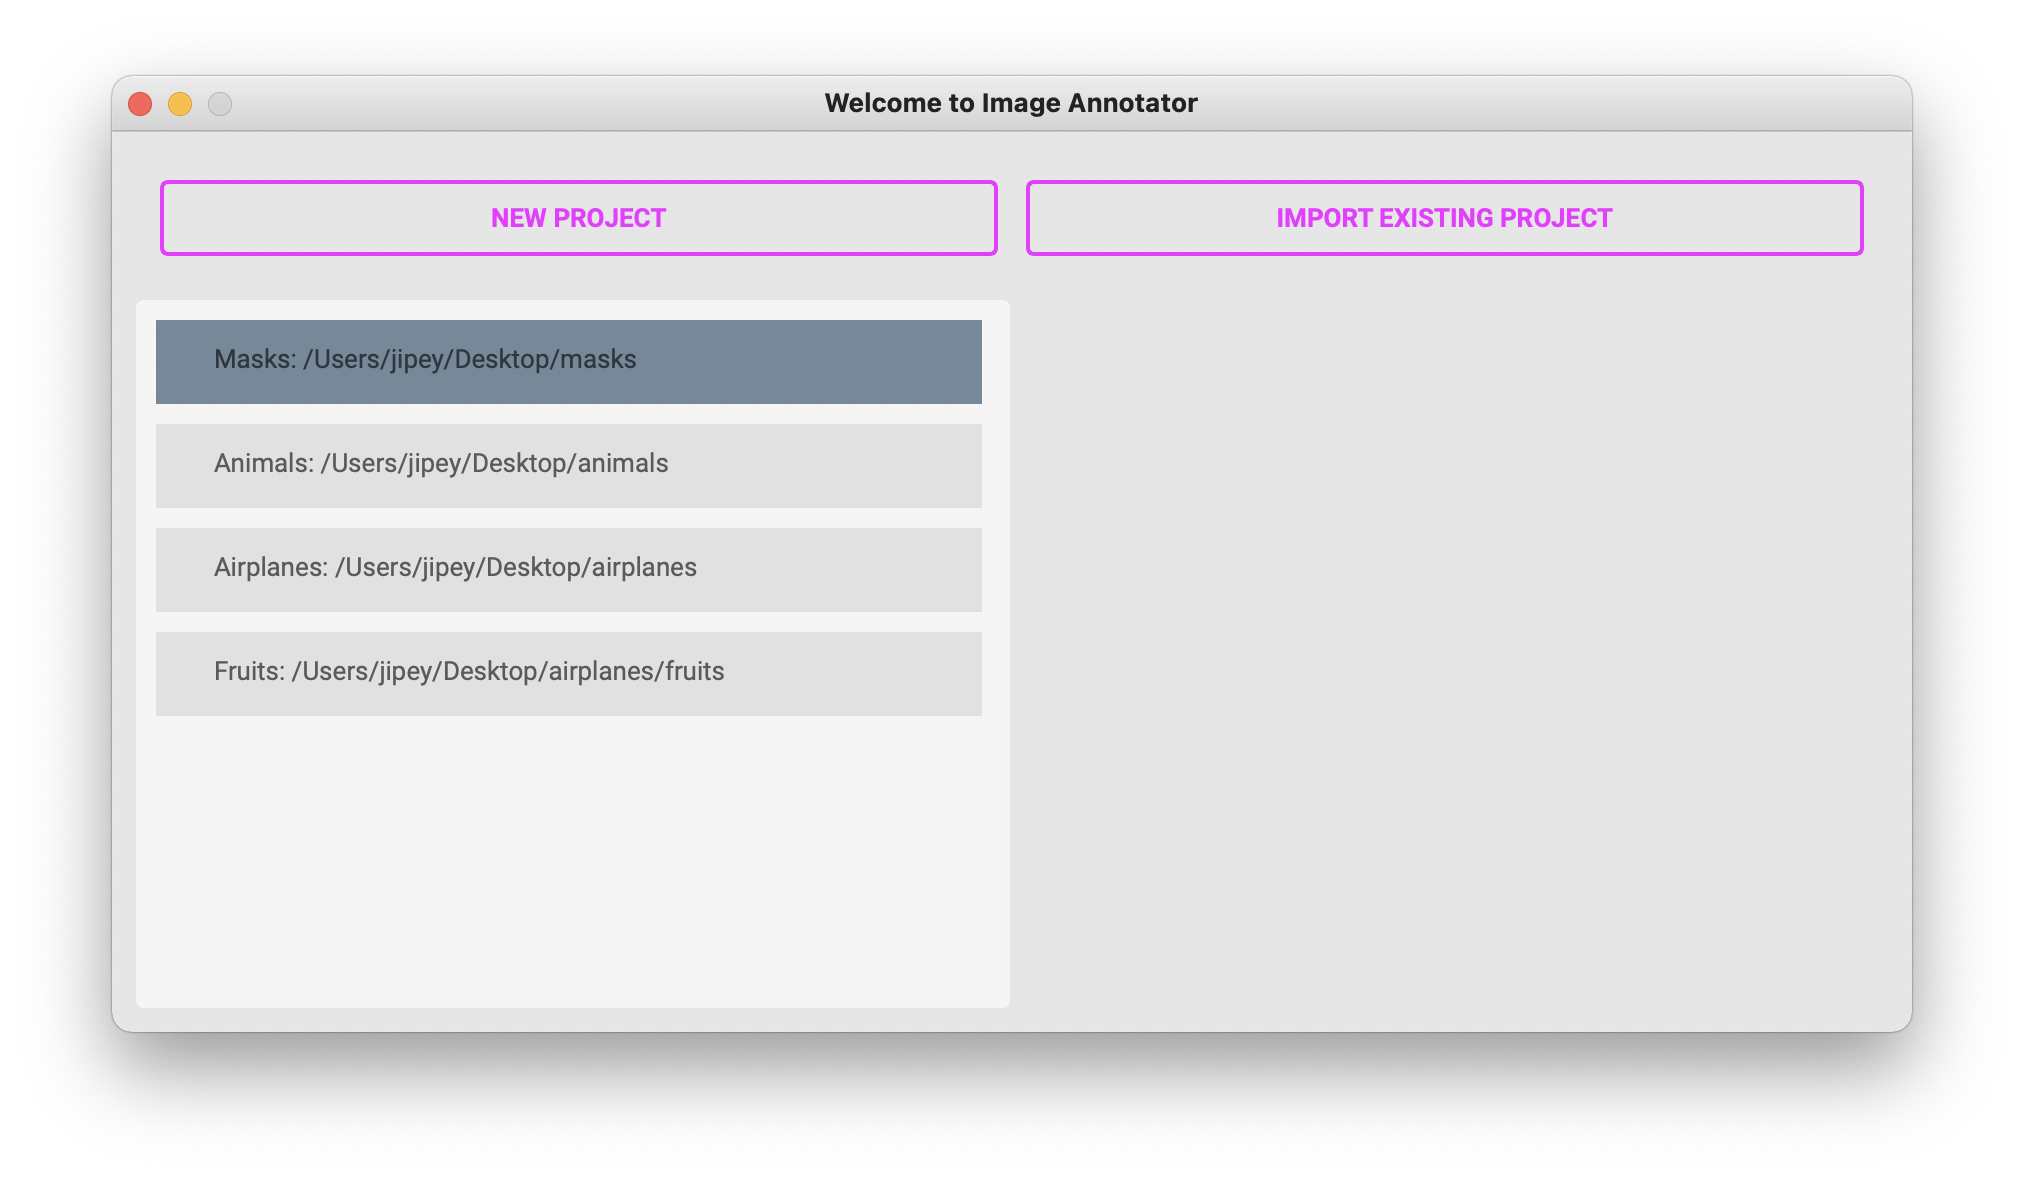 Welcome to Image Annotator
NEW PROJECT
IMPORT EXISTING PROJECT
Masks: /Users/jipey/Desktop/masks
Animals: /Users/jipey/Desktop/animals
Airplanes: /Users/jipey/Desktop/airplanes
Fruits: /Users/jipey/Desktop/airplanes/fruits